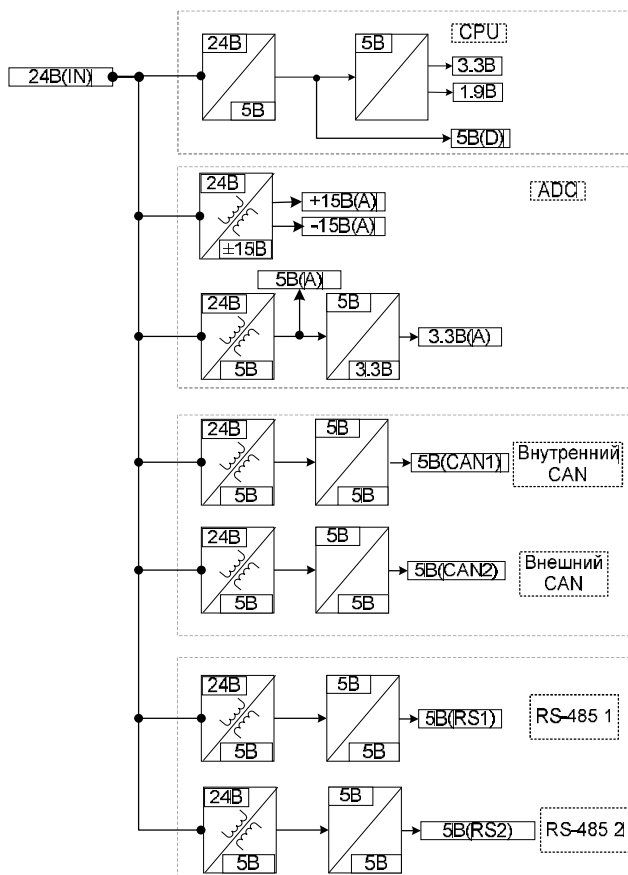 24В(IN)
24В
5В
5В
CPU
3.3В
1.9В
5В(D)
24В
±15В
+15В(A)
-15В(A)
ADC
5В(A)
24В
5В
5В
3.3В
3.3В(A)
24В
5В
5В
5В
5В(CAN1)
Внутренний
CAN
24В
5В
5В
5В
5В(CAN2)
Внешний
CAN
24В
5В
5В
5В
5В(RS1)
RS-485 1
24В
5В
5В
5В
5В(RS2)
RS-485 2